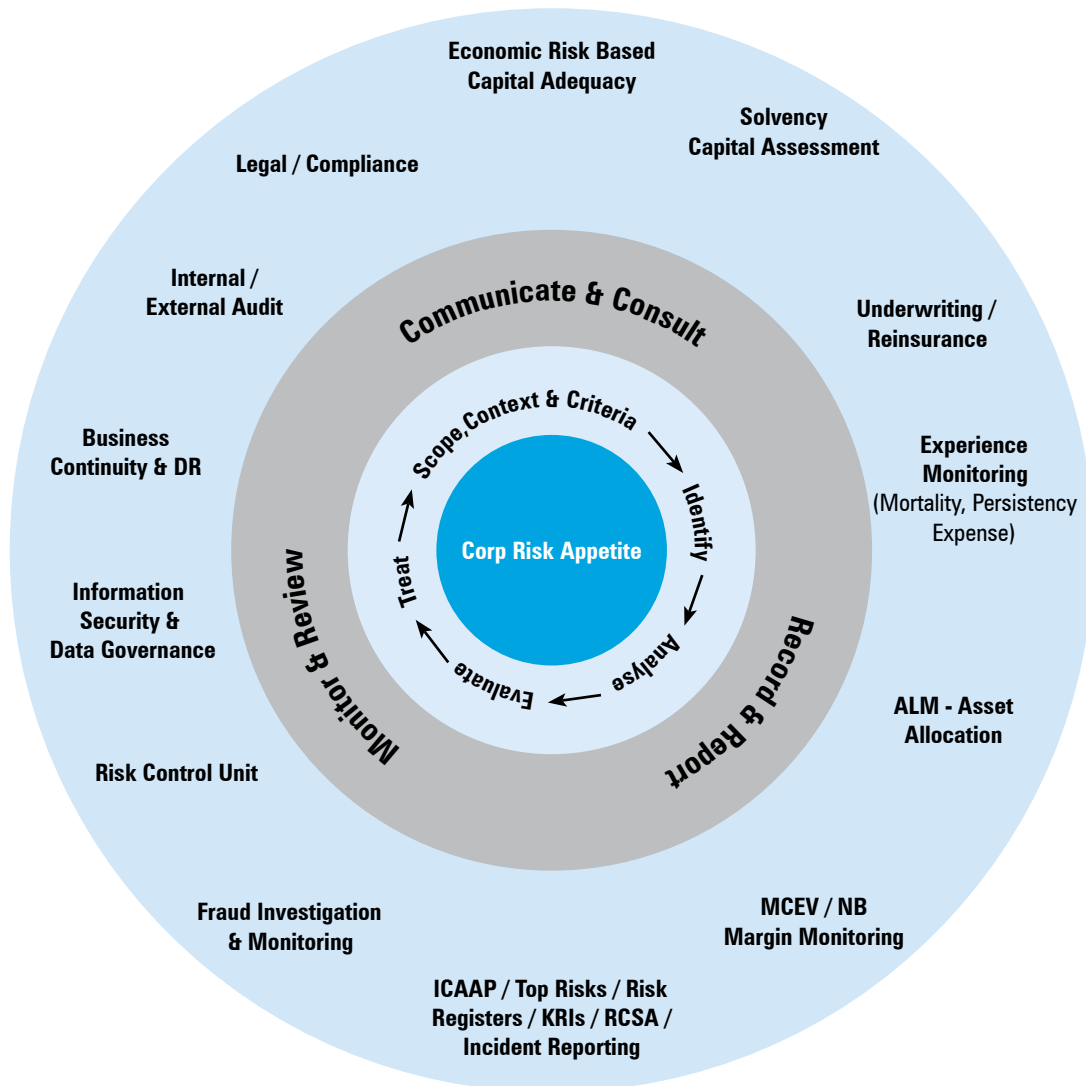 Economic Risk Based
Capital Adequacy
Solvency
Capital Assessment
Underwriting /
Reinsurance
Experience
Monitoring
(Mortality, Persistency
Expense)
ALM - Asset
Allocation
MCEV / NB
Margin Monitoring
ICAAP / Top Risks / Risk
Registers / KRIs / RCSA /
Incident Reporting
Fraud Investigation
& Monitoring
Risk Control Unit
Information
Security &
Data Governance
Business
Continuity & DR
Internal /
External Audit
Legal / Compliance
Communicate & Consult
Record & Report
Monitor & Review
Scope,Context & Criteria
Identify
Analyse
Evaluate
Treat
Corp Risk Appetite